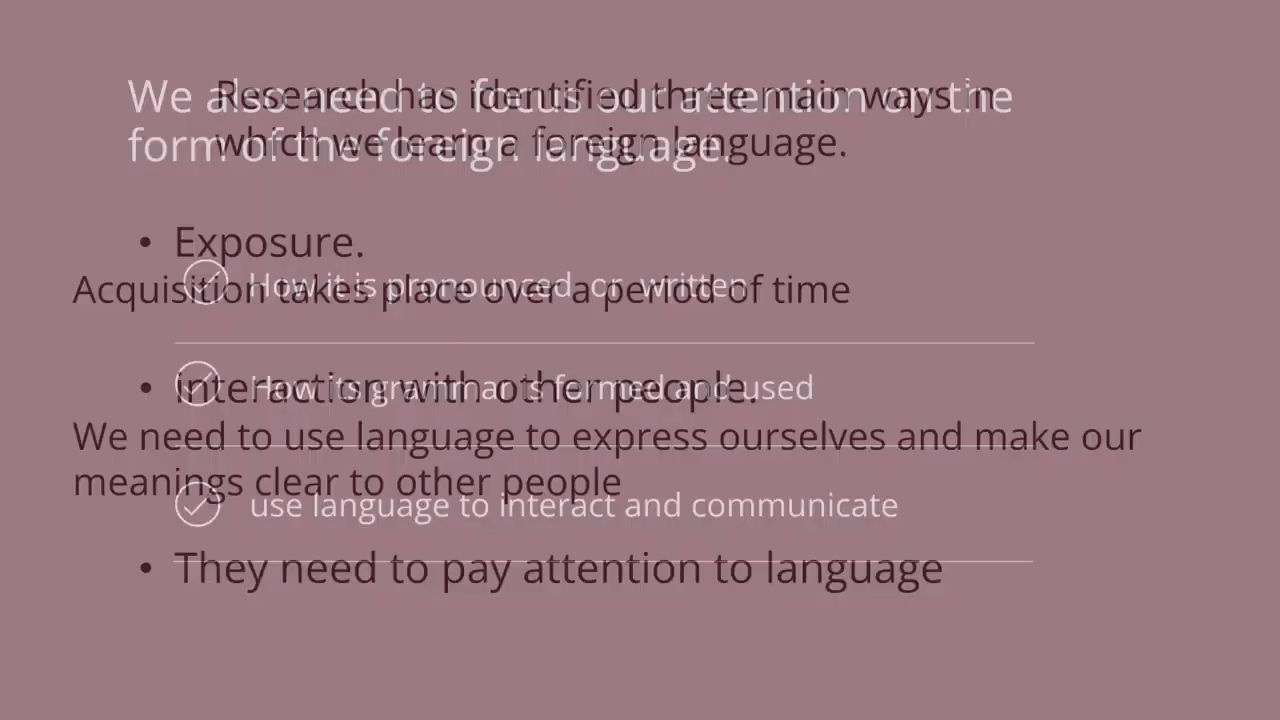 Research has identified three main ways in
which we learn a foreign language.
• Exposure.
Acquisition takes place over a period of time
• interaction with other people.
We need to use language to express ourselves and make our
meanings clear to other people
• They need to pay attention to language
We also need to focus our attention on the
form of the foreign language.
How it is pronounced or written
How its grammar is formed and used
use language to interact and communicate